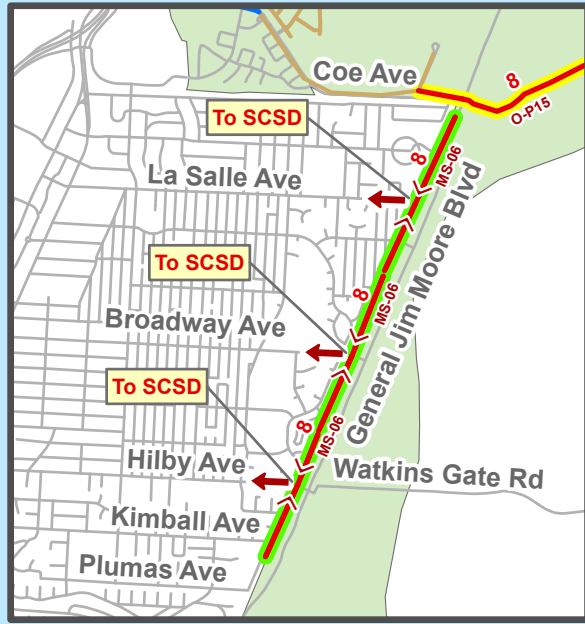 Coe Ave
8
O-P15
To SCSD
8
MS-06
La Salle Ave
General Jim Moore Blvd
To SCSD
8
MS-06
Broadway Ave
To SCSD
8
MS-06
Hilby Ave
Watkins Gate Rd
Kimball Ave
Plumas Ave